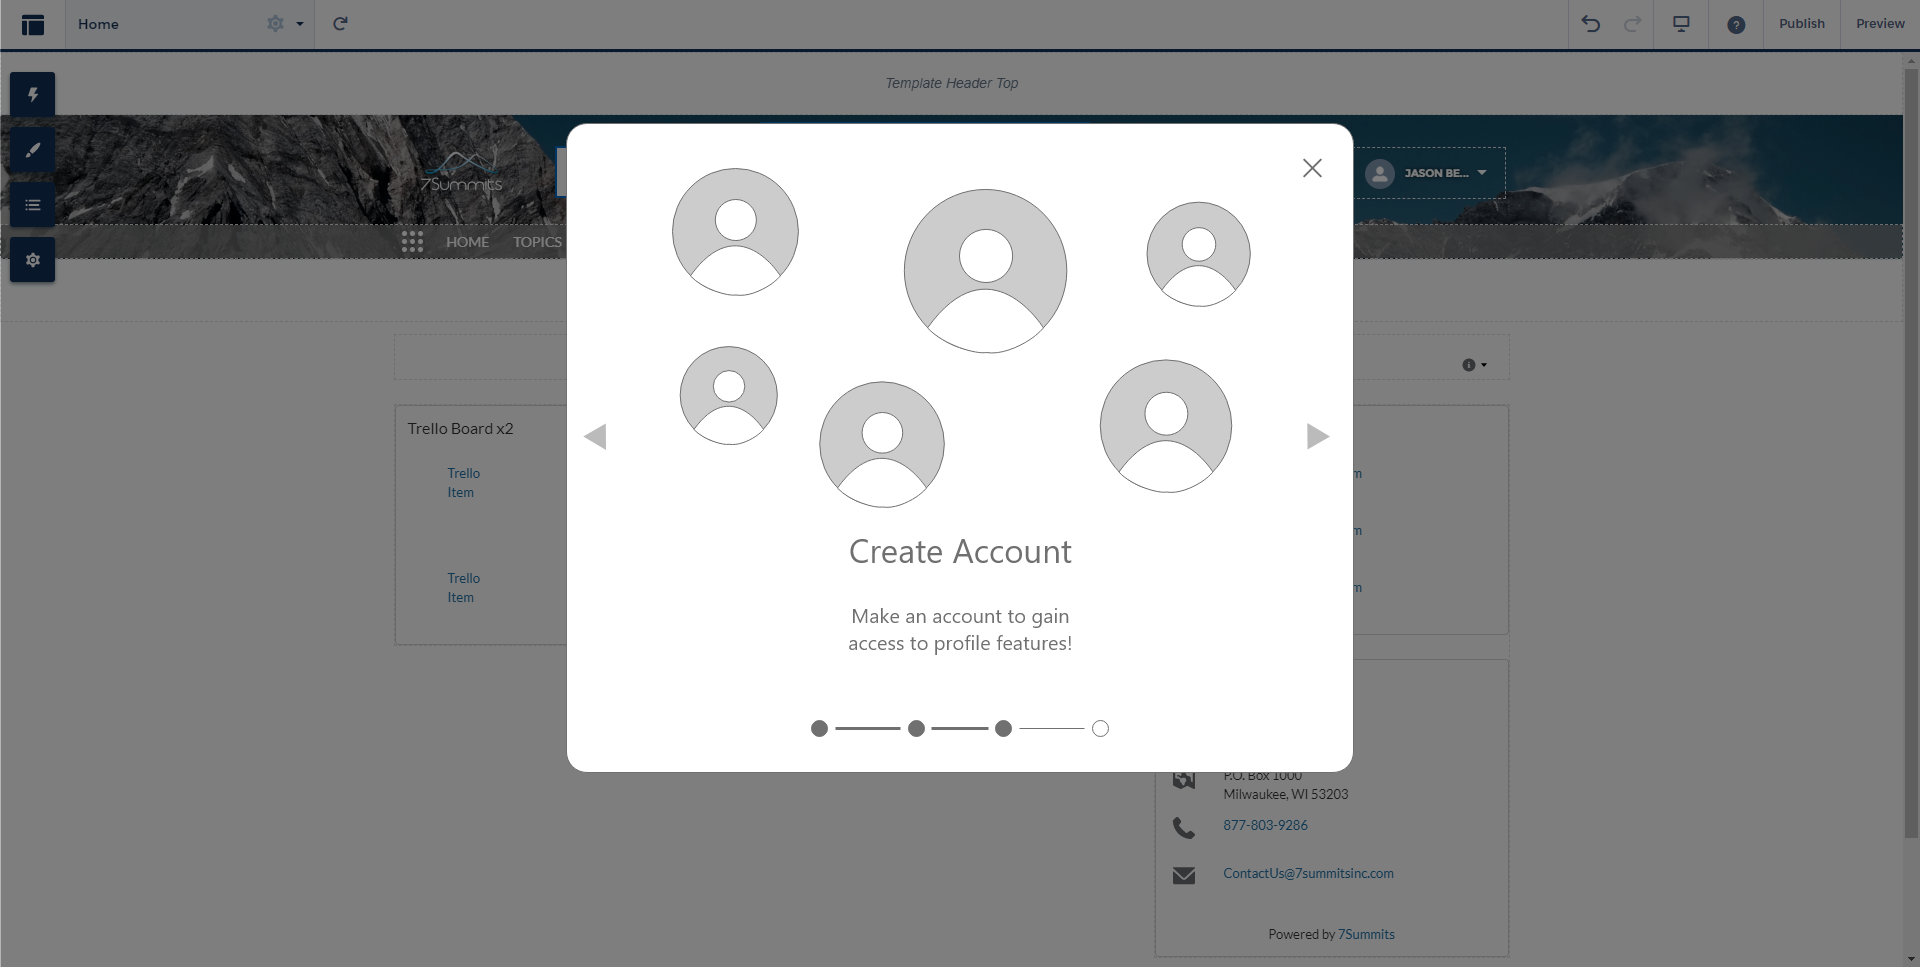 Home
Publish
Preview
Template Header Top
7Summits
JASON BE...
HOME
TOPICS
Trello Board x2
Trello
Item
Trello
Item
m
m
m
Create Account
Make an account to gain
access to profile features!
P.O. Box 1000
Milwaukee, WI 53203
877-803-9286
ContactUs@7summitsinc.com
Powered by 7Summits